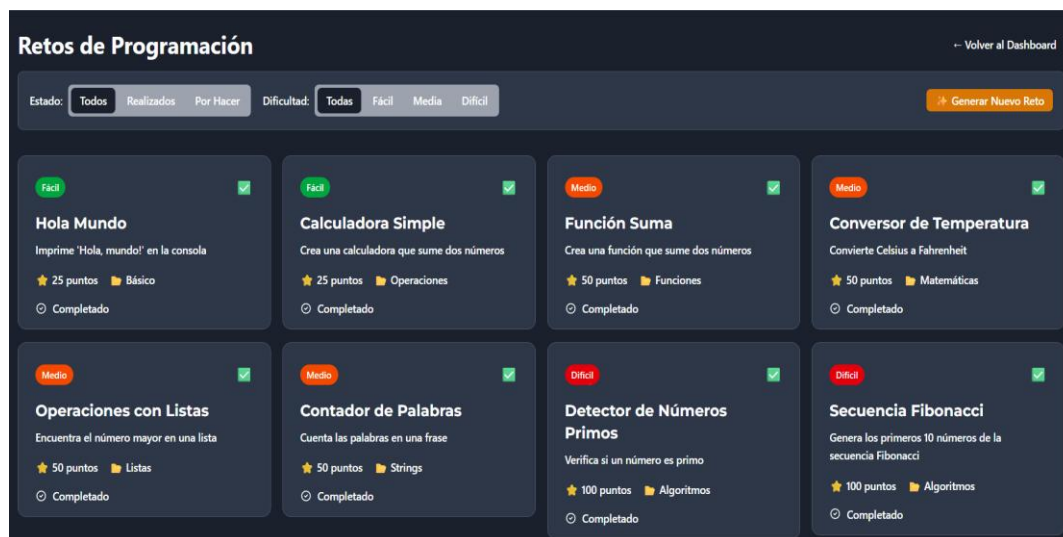 Retos de Programación
← Volver al Dashboard
Estado: Todos Realizados Por Hacer Dificultad: Todas Fácil Media Difícil
✨ Generar Nuevo Reto
Fácil
Hola Mundo
Imprime 'Hola, mundo!' en la consola
25 puntos Básico
Completado
Fácil
Calculadora Simple
Crea una calculadora que sume dos números
25 puntos Operaciones
Completado
Medio
Función Suma
Crea una función que sume dos números
50 puntos Funciones
Completado
Medio
Conversor de Temperatura
Convierte Celsius a Fahrenheit
50 puntos Matemáticas
Completado
Medio
Operaciones con Listas
Encuentra el número mayor en una lista
50 puntos Listas
Completado
Medio
Contador de Palabras
Cuenta las palabras en una frase
50 puntos Strings
Completado
Difícil
Detector de Números
Primos
Verifica si un número es primo
100 puntos Algoritmos
Completado
Difícil
Secuencia Fibonacci
Genera los primeros 10 números de la
secuencia Fibonacci
100 puntos Algoritmos
Completado